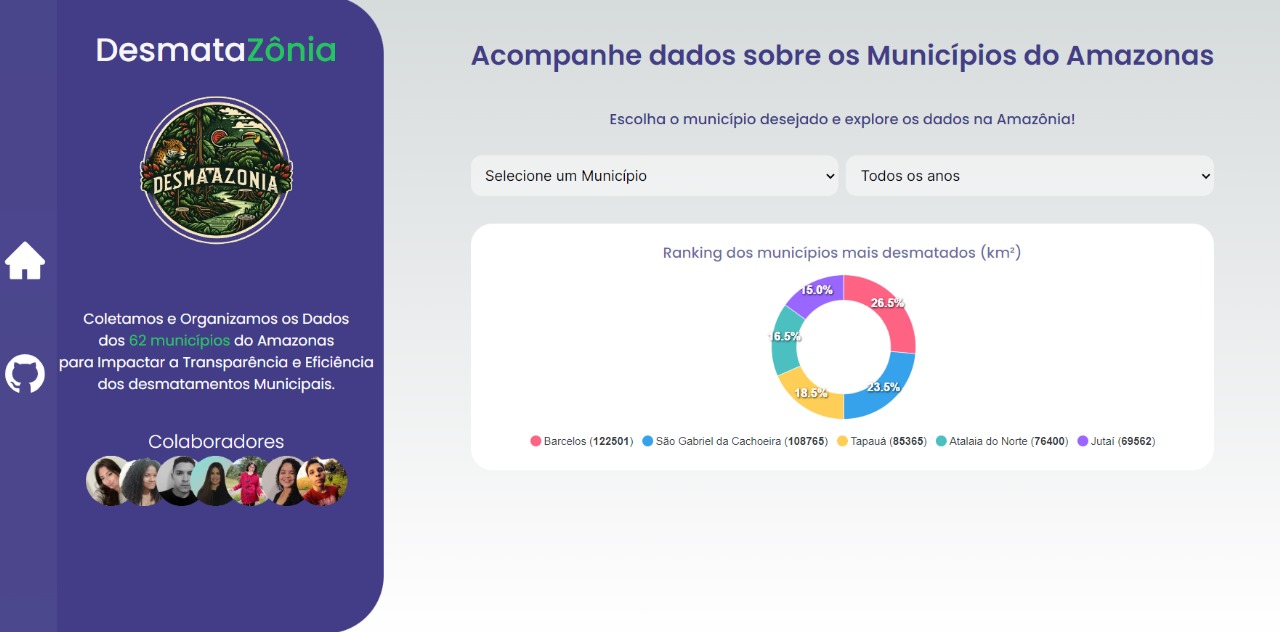 DesmataZônia
DESMATAZONIA
Coletamos e Organizamos os Dados
dos 62 municípios do Amazonas
para Impactar a Transparência e Eficiência
dos desmatamentos Municipais.
Colaboradores
Acompanhe dados sobre os Municípios do Amazonas
Escolha o município desejado e explore os dados na Amazônia!
Selecione um Município
Todos os anos
Ranking dos municípios mais desmatados (km²)
15.0%
26.5%
16.5%
23.5%
18.5%
Barcelos (122501) São Gabriel da Cachoeira (108765) Tapauá (85365) Atalaia do Norte (76400) Jutaí (69562)